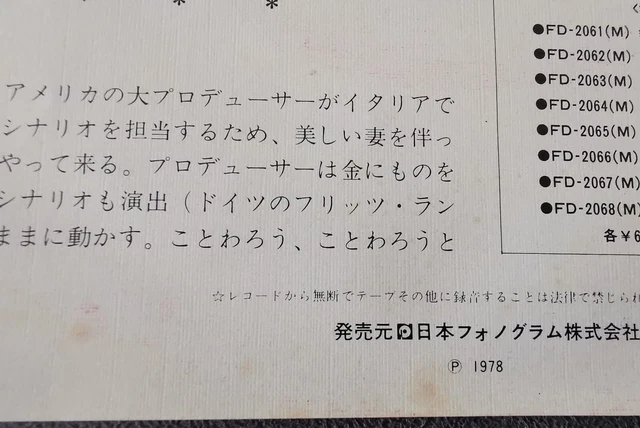 * *
アメリカの大プロデューサーがイタリアで
シナリオを担当するため、美しい妻を伴っ
やって来る。プロデューサーは金にものを
シナリオも演出（ドイツのフリッツ・ラン
ままに動かす。ことわろう、ことわろうと
●FD-2061(M)
●FD-2062(M)
●FD-2063(M)
●FD-2064(M)
●FD-2065(M)
●FD-2066(M)
●FD-2067(M)
●FD-2068(M)
各￥6
☆レコードから無断でテープその他に録音することは法律で禁じられ
発売元 日本フォノグラム株式会社
Ⓟ 1978